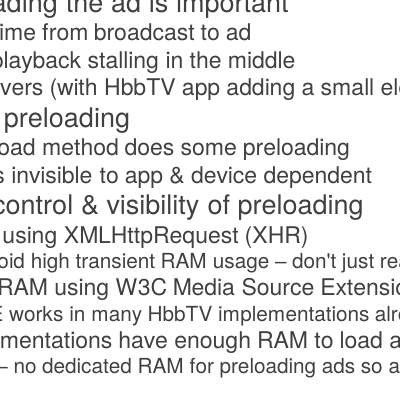 ading the ad is important
ime from broadcast to ad
playback stalling in the middle
vers (with HbbTV app adding a small el
preloading
oad method does some preloading
s invisible to app & device dependent
control & visibility of preloading
using XMLHttpRequest (XHR)
oid high transient RAM usage – don't just re
RAM using W3C Media Source Extensio
E works in many HbbTV implementations alr
mentations have enough RAM to load a
– no dedicated RAM for preloading ads so a